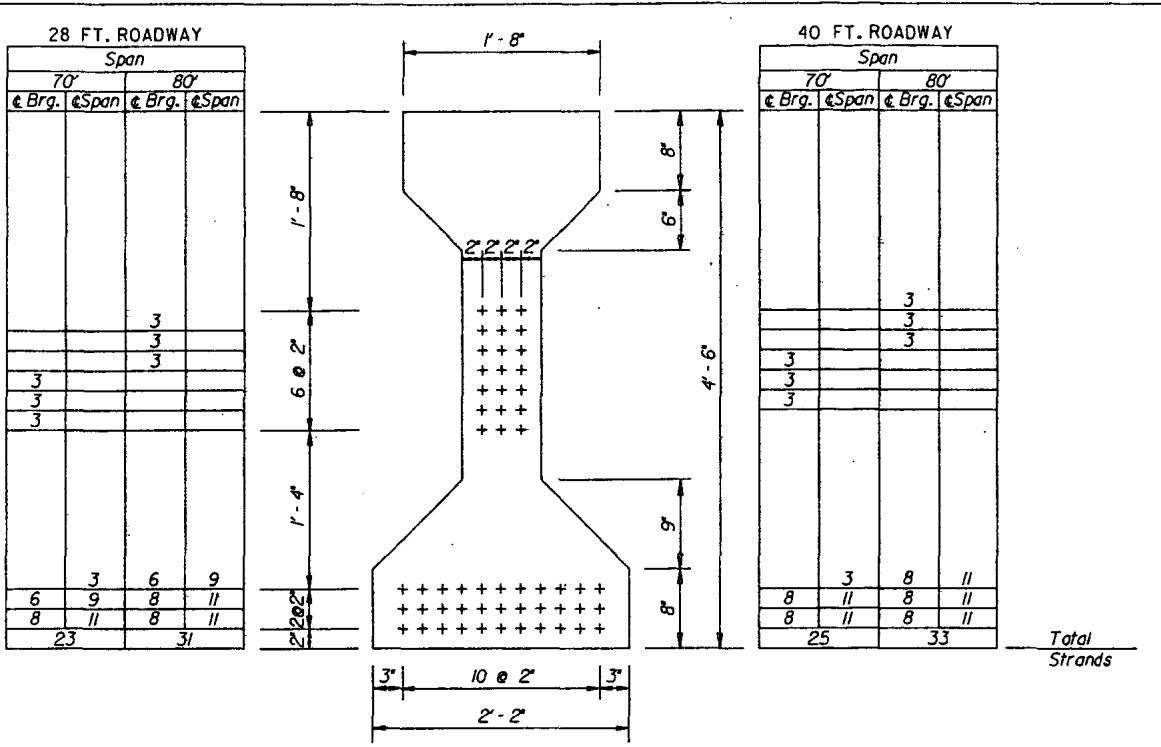 28 FT. ROADWAY
Span
70' 80'
℄ Brg. ℄Span ℄ Brg. ℄Span
3
3
3
3
3
3
3 6 9
6 9 8 11
8 11 8 11
23 31
1'-8"
1'-8"
6 @ 2"
1'-4"
2@2"
2"
2" 2" 2" 2"
8"
6"
4'-6"
9"
8"
3" 10 @ 2" 3"
2'-2"
40 FT. ROADWAY
Span
70' 80'
℄ Brg. ℄Span ℄ Brg. ℄Span
3
3
3
3
3
3
3 8 11
8 11 8 11
8 11 8 11
25 33
Total
Strands